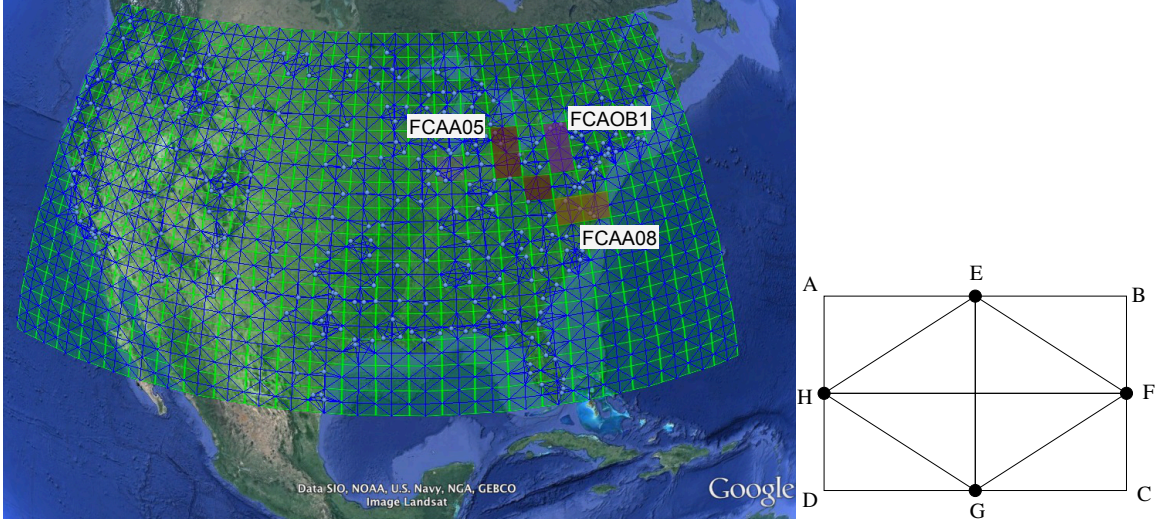 FCAA05
FCAOB1
FCAA08
Data SIO, NOAA, U.S. Navy, NGA, GEBCO
Image Landsat
Google
A
E
B
H
F
D
G
C